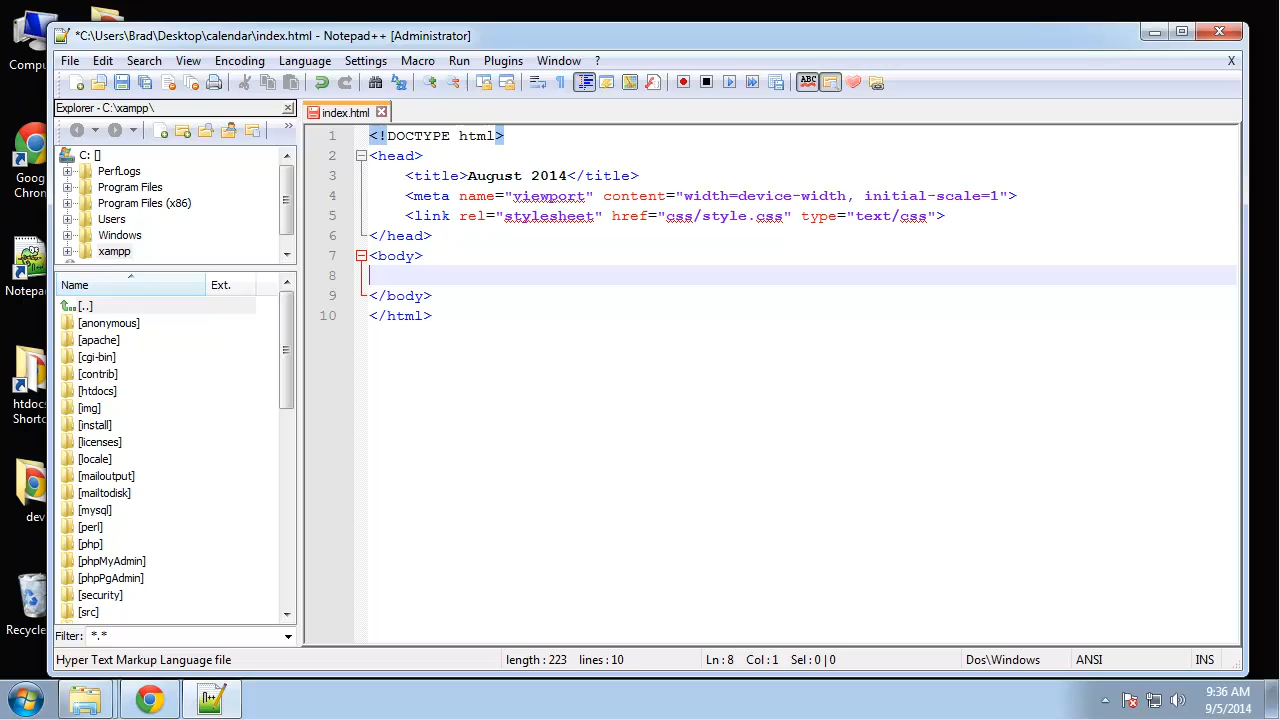 *C:\Users\Brad\Desktop\calendar\index.html - Notepad++ [Administrator]
File Edit Search View Encoding Language Settings Macro Run Plugins Window ? X
Explorer - C:\xampp\
index.html
C: []
PerfLogs
Program Files
Program Files (x86)
Users
Windows
xampp
Name Ext.
[..]
[anonymous]
[apache]
[cgi-bin]
[contrib]
[htdocs]
[img]
[install]
[licenses]
[locale]
[mailoutput]
[mailtodisk]
[mysql]
[perl]
[php]
[phpMyAdmin]
[phpPgAdmin]
[security]
[src]
Filter: *.*
1 <!DOCTYPE html>
2 <head>
3 <title>August 2014</title>
4 <meta name="viewport" content="width=device-width, initial-scale=1">
5 <link rel="stylesheet" href="css/style.css" type="text/css">
6 </head>
7 <body>
8
9 </body>
10 </html>
Hyper Text Markup Language file length : 223 lines : 10 Ln : 8 Col : 1 Sel : 0 | 0 Dos\Windows ANSI INS
Compu
Goog
Chron
Notepa
htdocs
Shortc
dev
Recycle
9:36 AM
9/5/2014